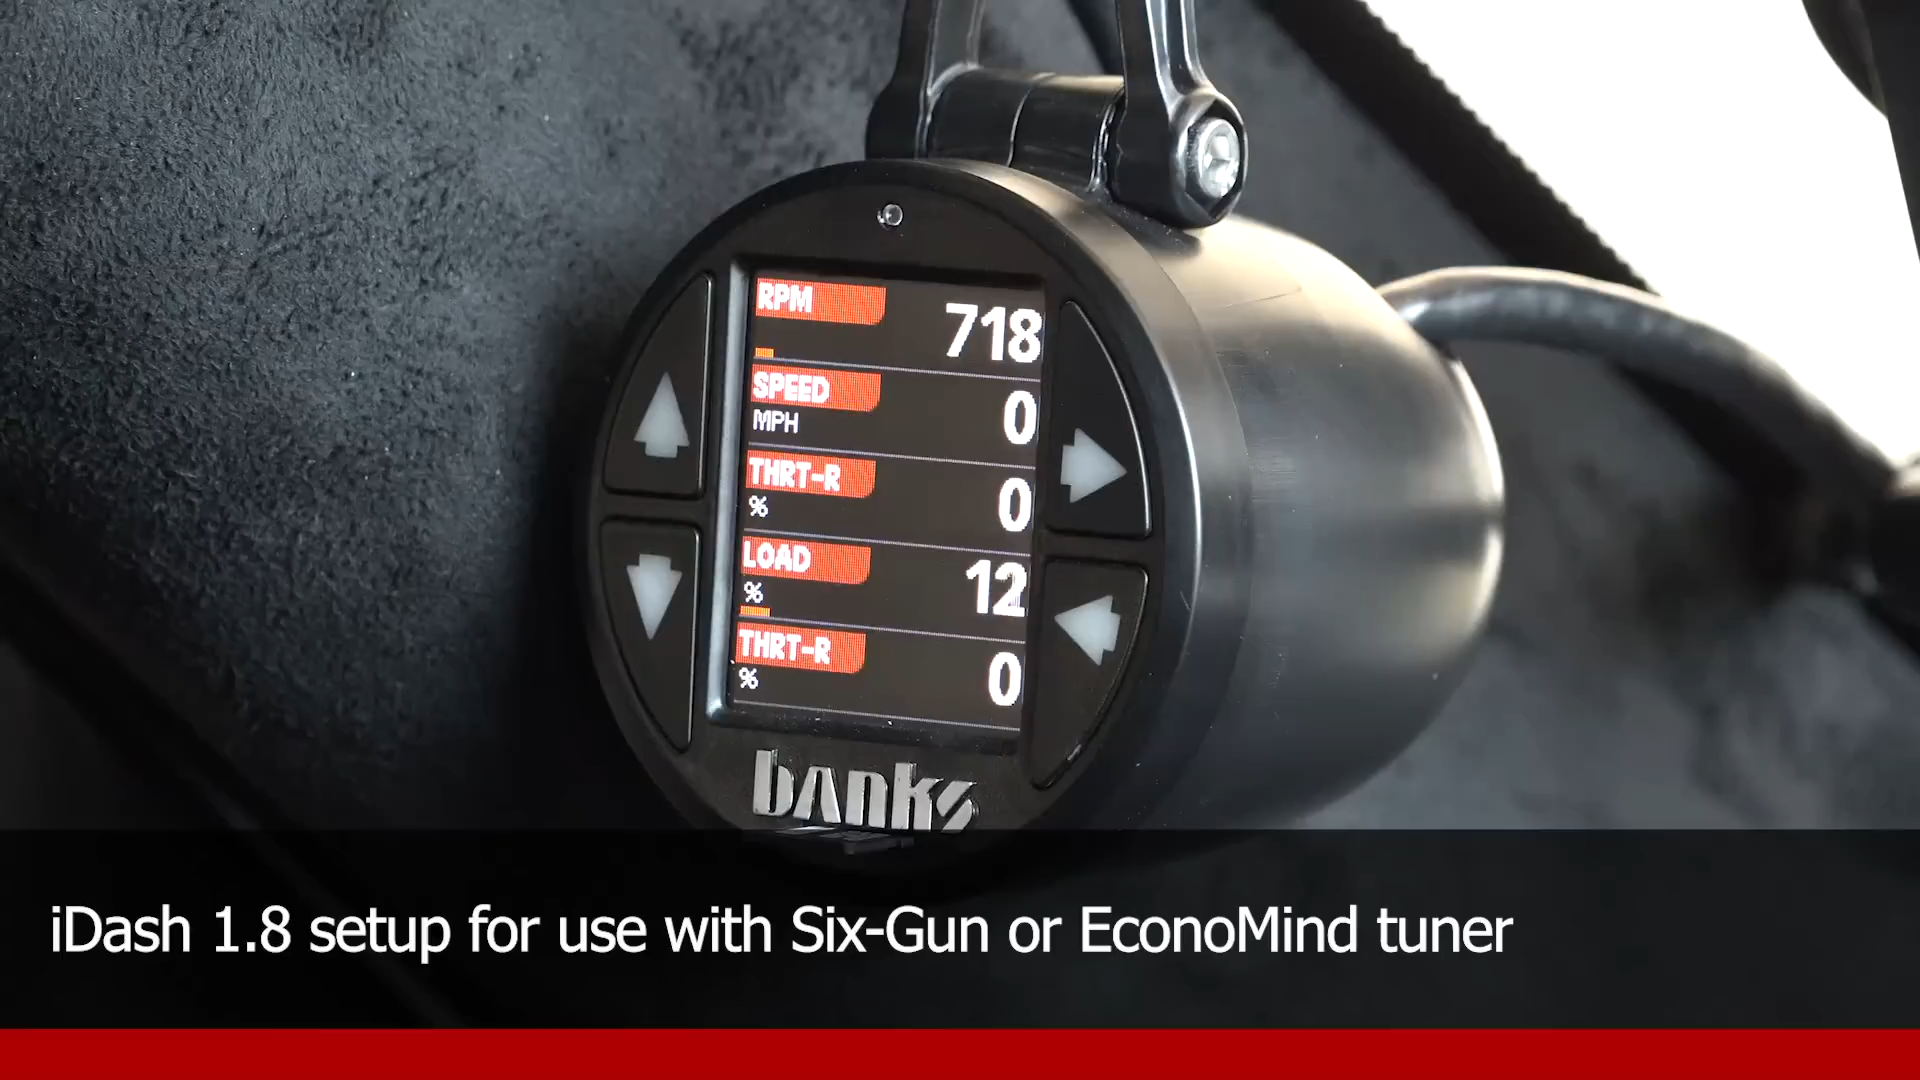 RPM
718
SPEED
MPH
0
THRT-R
%
0
LOAD
%
12
THRT-R
%
0
banks
iDash 1.8 setup for use with Six-Gun or EconoMind tuner